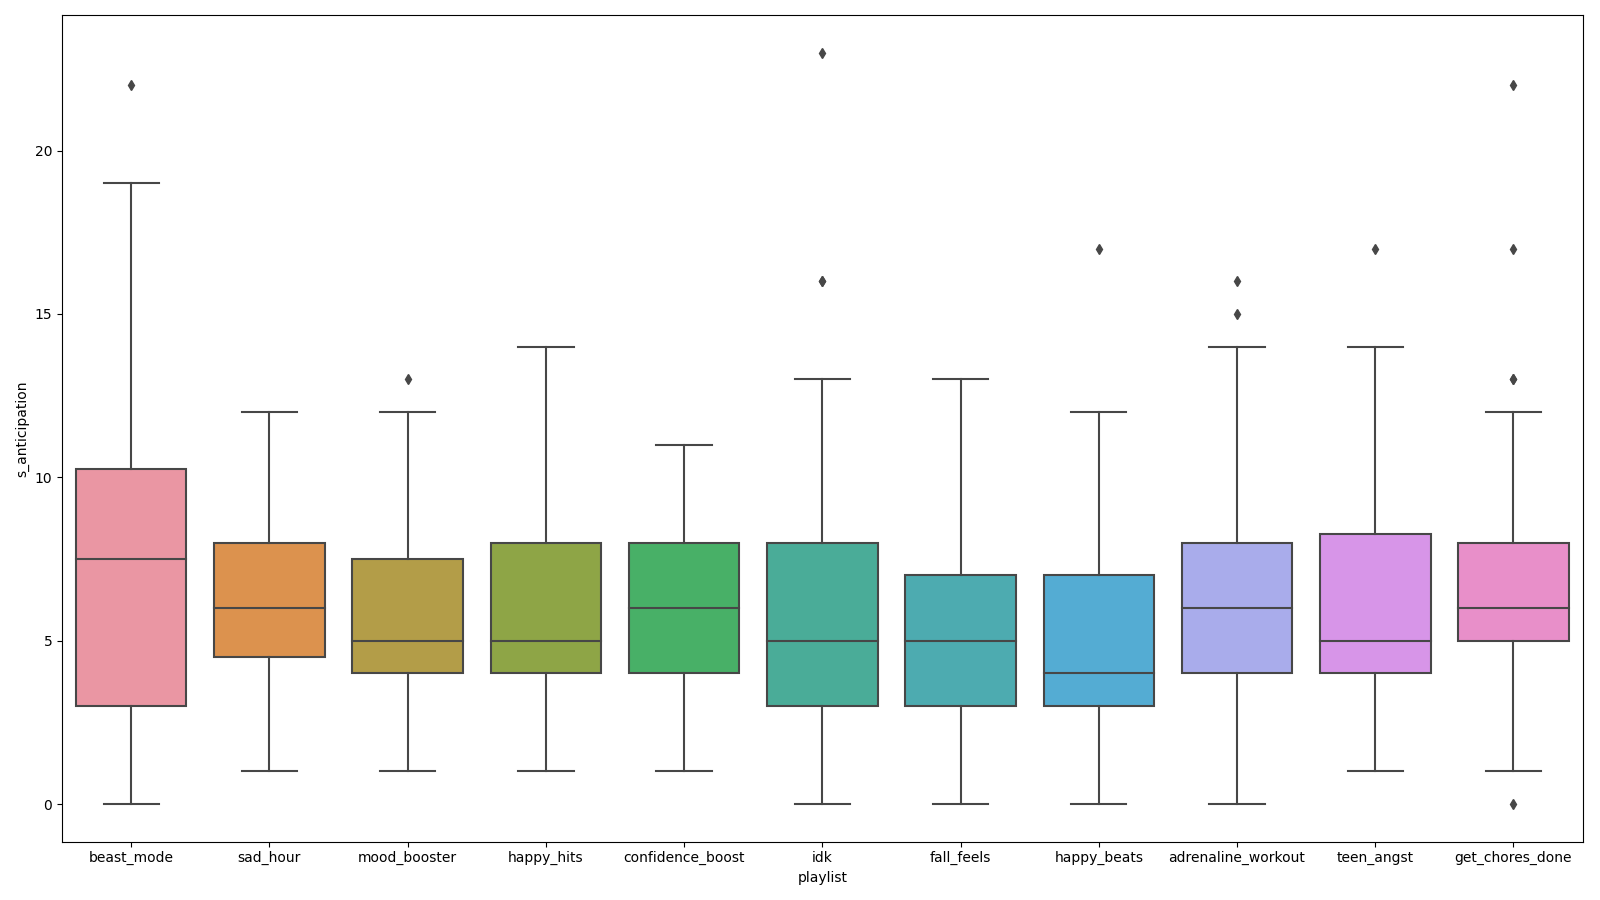 s_anticipation
20
15
10
5
0
beast_mode sad_hour mood_booster happy_hits confidence_boost idk fall_feels happy_beats adrenaline_workout teen_angst get_chores_done
playlist